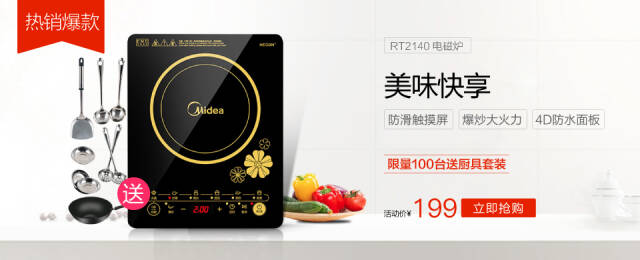 热销爆款
RT2140 电磁炉
美味快享
防滑触摸屏 爆炒大火力 4D防水面板
限量100台送厨具套装
活动价¥199 立即抢购
Midea
送
2:00